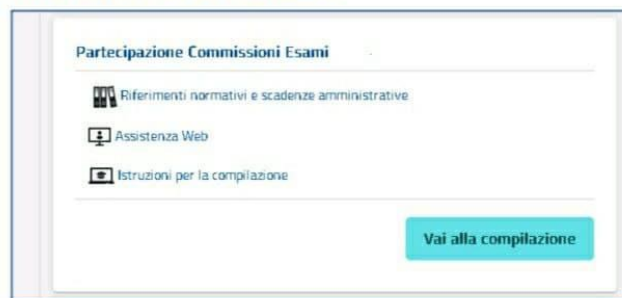 Partecipazione Commissioni Esami
Riferimenti normativi e scadenze amministrative
Assistenza Web
Istruzioni per la compilazione
Vai alla compilazione